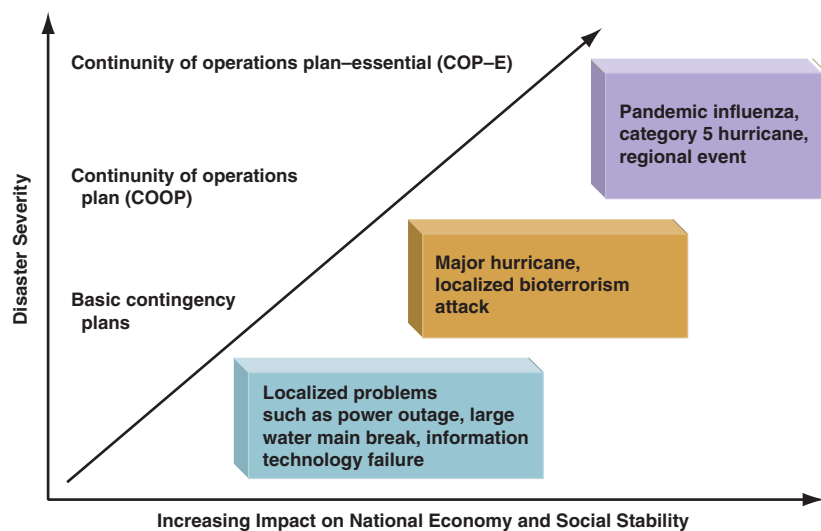 Continunity of operations plan–essential (COP–E)
Pandemic influenza,
category 5 hurricane,
regional event
Continunity of operations
plan (COOP)
Major hurricane,
localized bioterrorism
attack
Basic contingency
plans
Localized problems
such as power outage, large
water main break, information
technology failure
Disaster Severity
Increasing Impact on National Economy and Social Stability